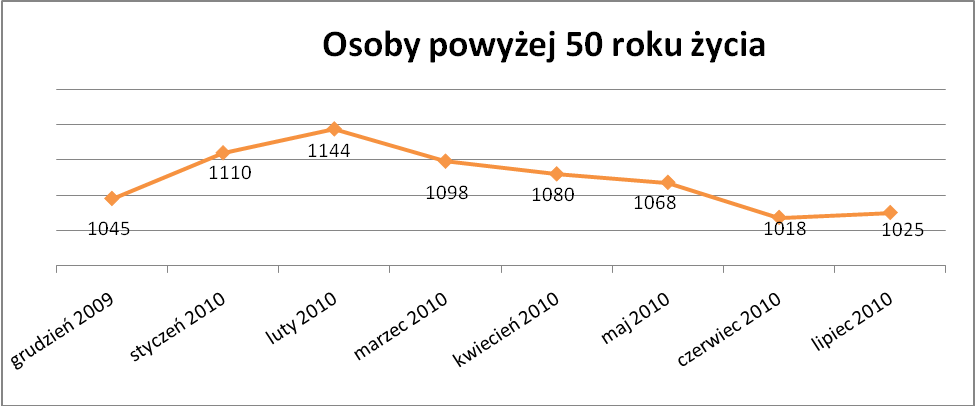 Osoby powyżej 50 roku życia
1045
1110
1144
1098
1080
1068
1018
1025
grudzień 2009
styczeń 2010
luty 2010
marzec 2010
kwiecień 2010
maj 2010
czerwiec 2010
lipiec 2010